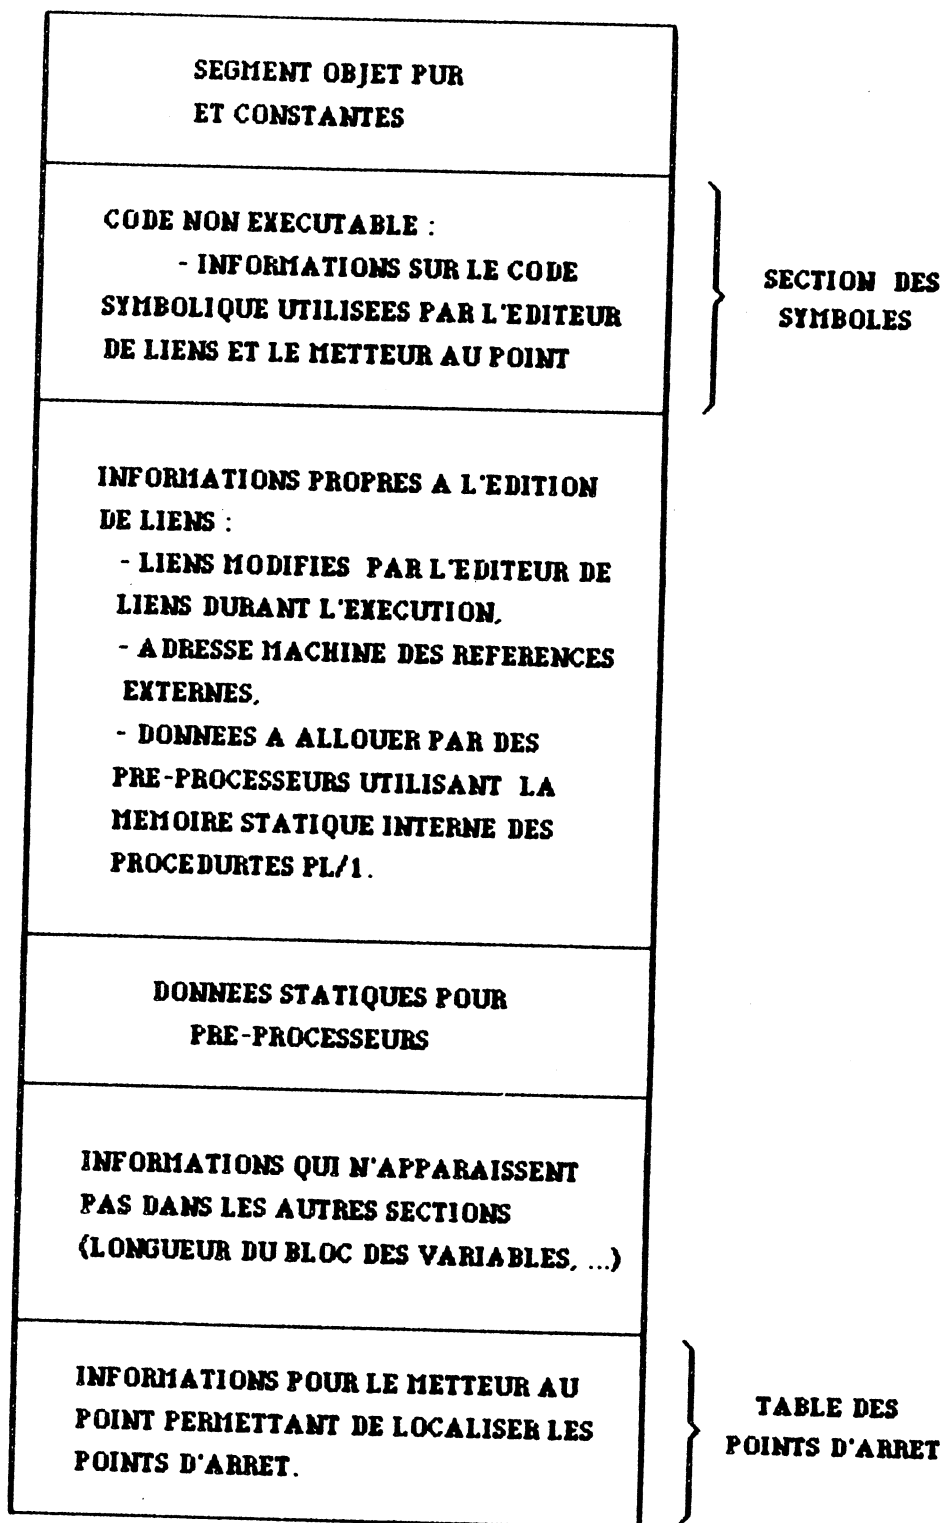 SEGMENT OBJET PUR
ET CONSTANTES
CODE NON EXECUTABLE :
- INFORMATIONS SUR LE CODE
SYMBOLIQUE UTILISEES PAR L'EDITEUR
DE LIENS ET LE METTEUR AU POINT
SECTION DES
SYMBOLES
INFORMATIONS PROPRES A L'EDITION
DE LIENS :
- LIENS MODIFIES PAR L'EDITEUR DE
LIENS DURANT L'EXECUTION,
- ADRESSE MACHINE DES REFERENCES
EXTERNES,
- DONNEES A ALLOUER PAR DES
PRE-PROCESSEURS UTILISANT LA
MEMOIRE STATIQUE INTERNE DES
PROCEDURTES PL/1.
DONNEES STATIQUES POUR
PRE-PROCESSEURS
INFORMATIONS QUI N'APPARAISSENT
PAS DANS LES AUTRES SECTIONS
(LONGUEUR DU BLOC DES VARIABLES, ...)
INFORMATIONS POUR LE METTEUR AU
POINT PERMETTANT DE LOCALISER LES
POINTS D'ARRET.
TABLE DES
POINTS D'ARRET